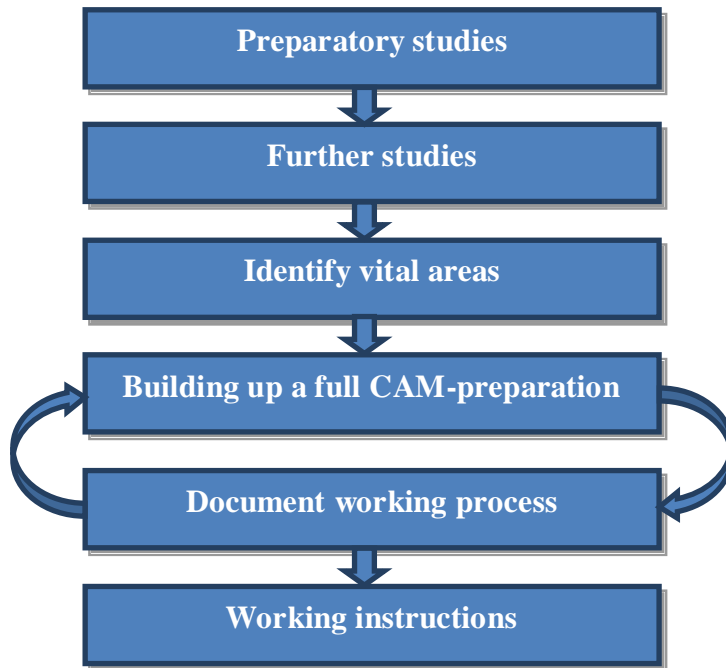 Preparatory studies
Further studies
Identify vital areas
Building up a full CAM-preparation
Document working process
Working instructions